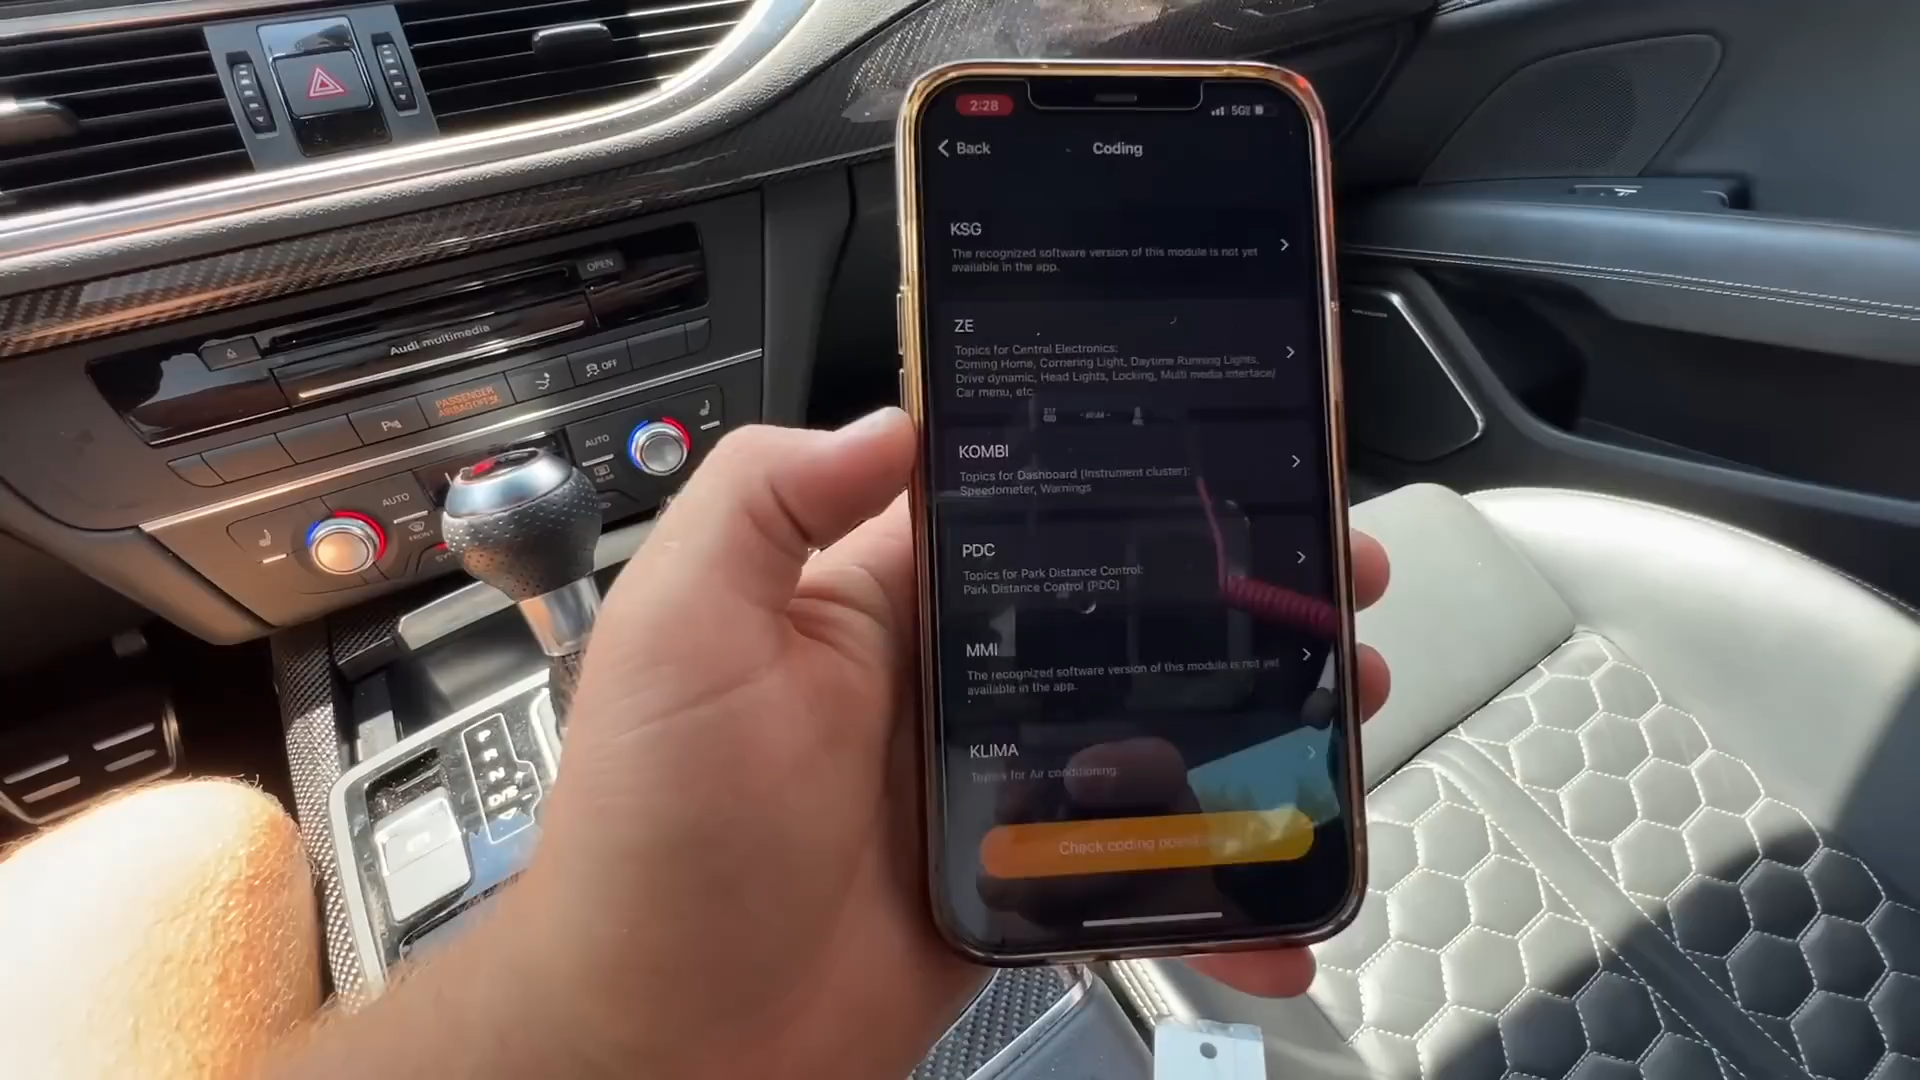 2:28
5G
Back
Coding
KSG
The recognized software version of this module is not yet
available in the app.
ZE
Topics for Central Electronics:
Coming Home, Cornering Light, Daytime Running Lights,
Drive dynamic, Head Lights, Locking, Multi media interface/
Car menu, etc
KOMBI
Topics for Dashboard (Instrument cluster):
Speedometer, Warnings
PDC
Topics for Park Distance Control:
Park Distance Control (PDC)
MMI
The recognized software version of this module is not yet
available in the app.
KLIMA
Topics for Air conditioning:
Check coding
OPEN
Audi multimedia
OFF
PASSENGER
AIRBAG OFF
AUTO
AUTO
REAR
FRONT
P
R
N
D/S
+
-